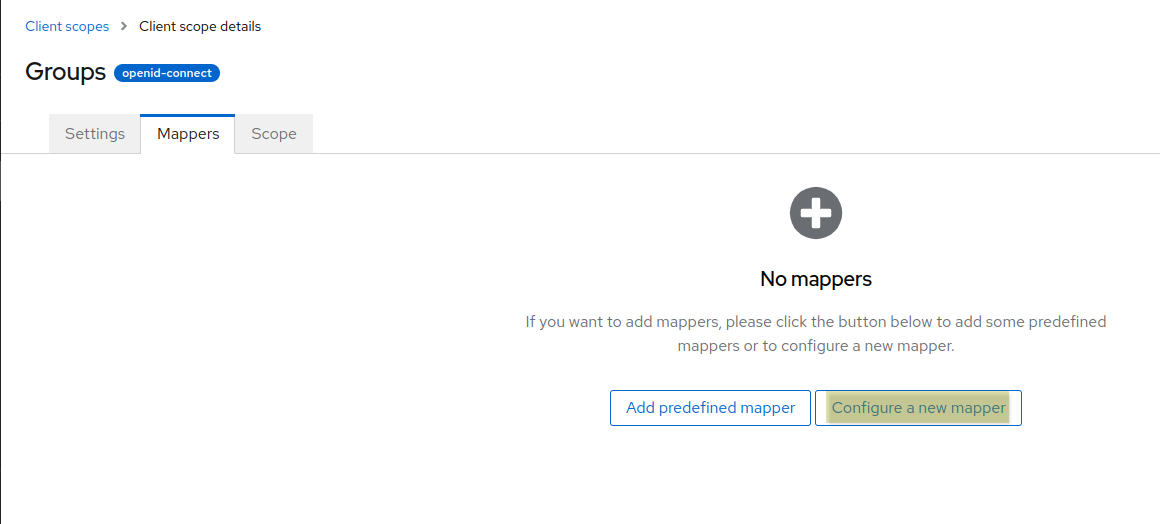 Client scopes > Client scope details
Groups openid-connect
Settings Mappers Scope
No mappers
If you want to add mappers, please click the button below to add some predefined
mappers or to configure a new mapper.
Add predefined mapper Configure a new mapper